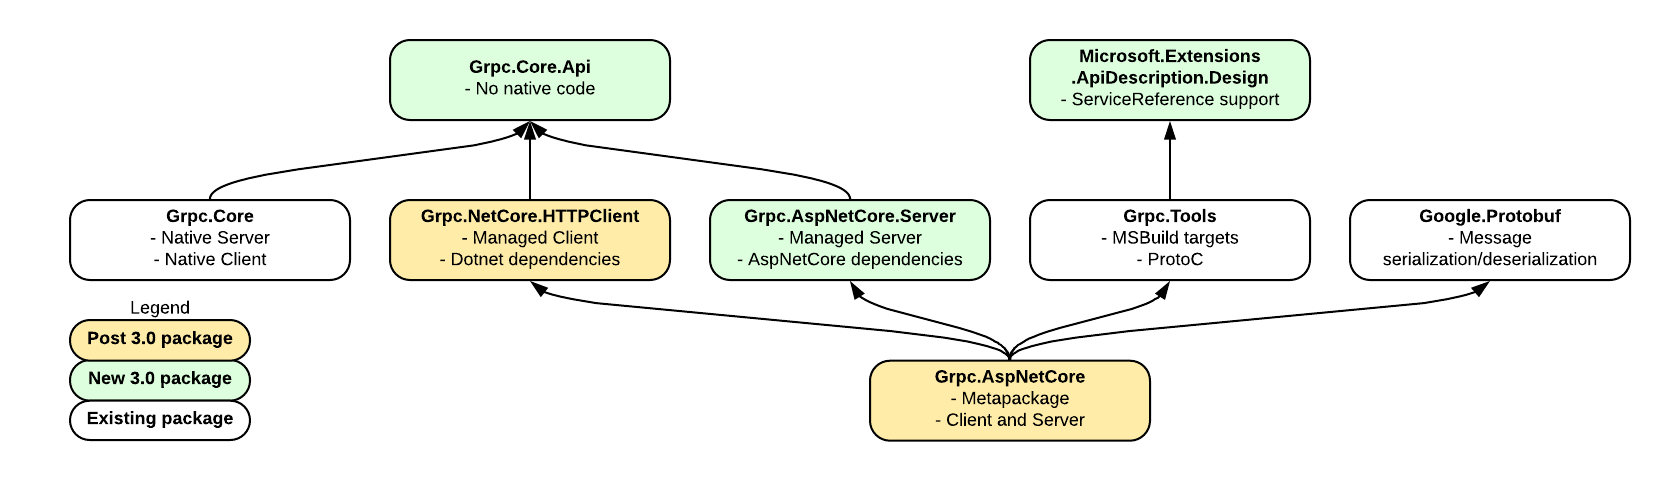 Grpc.Core.Api
- No native code
Microsoft.Extensions
.ApiDescription.Design
- ServiceReference support
Grpc.Core
- Native Server
- Native Client
Grpc.NetCore.HTTPClient
- Managed Client
- Dotnet dependencies
Grpc.AspNetCore.Server
- Managed Server
- AspNetCore dependencies
Grpc.Tools
- MSBuild targets
- ProtoC
Google.Protobuf
- Message
serialization/deserialization
Legend
Post 3.0 package
New 3.0 package
Existing package
Grpc.AspNetCore
- Metapackage
- Client and Server